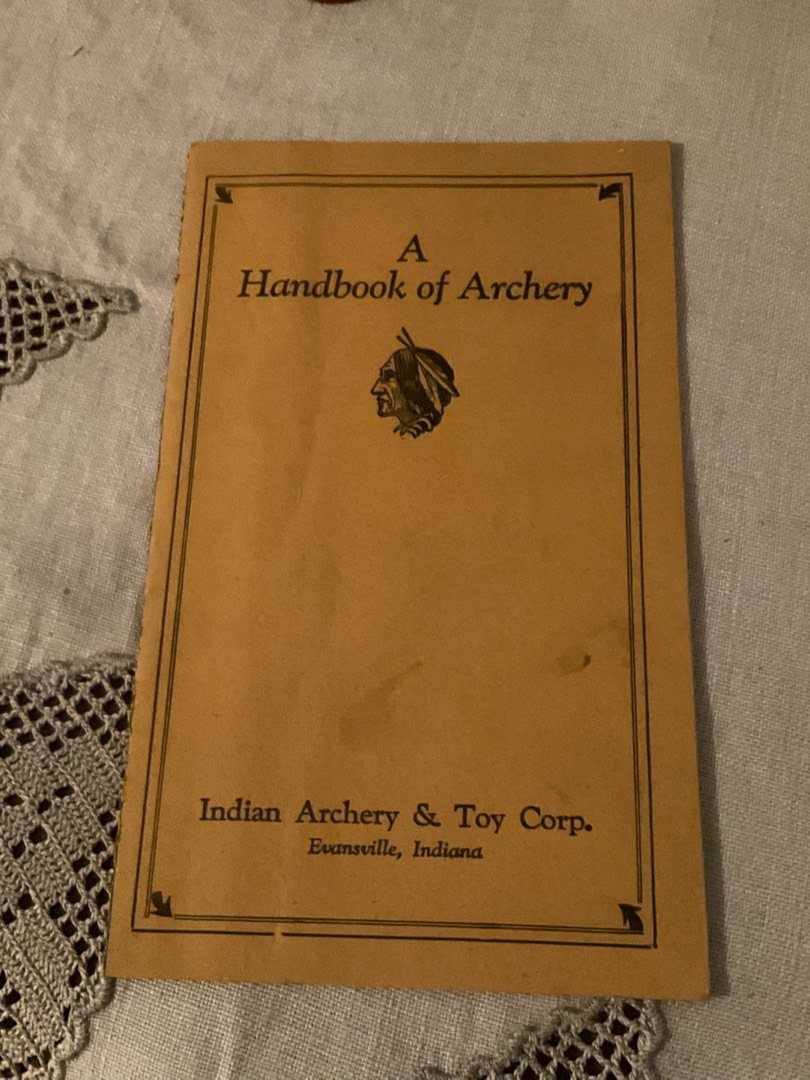 A
Handbook of Archery
Indian Archery & Toy Corp.
Evansville, Indiana